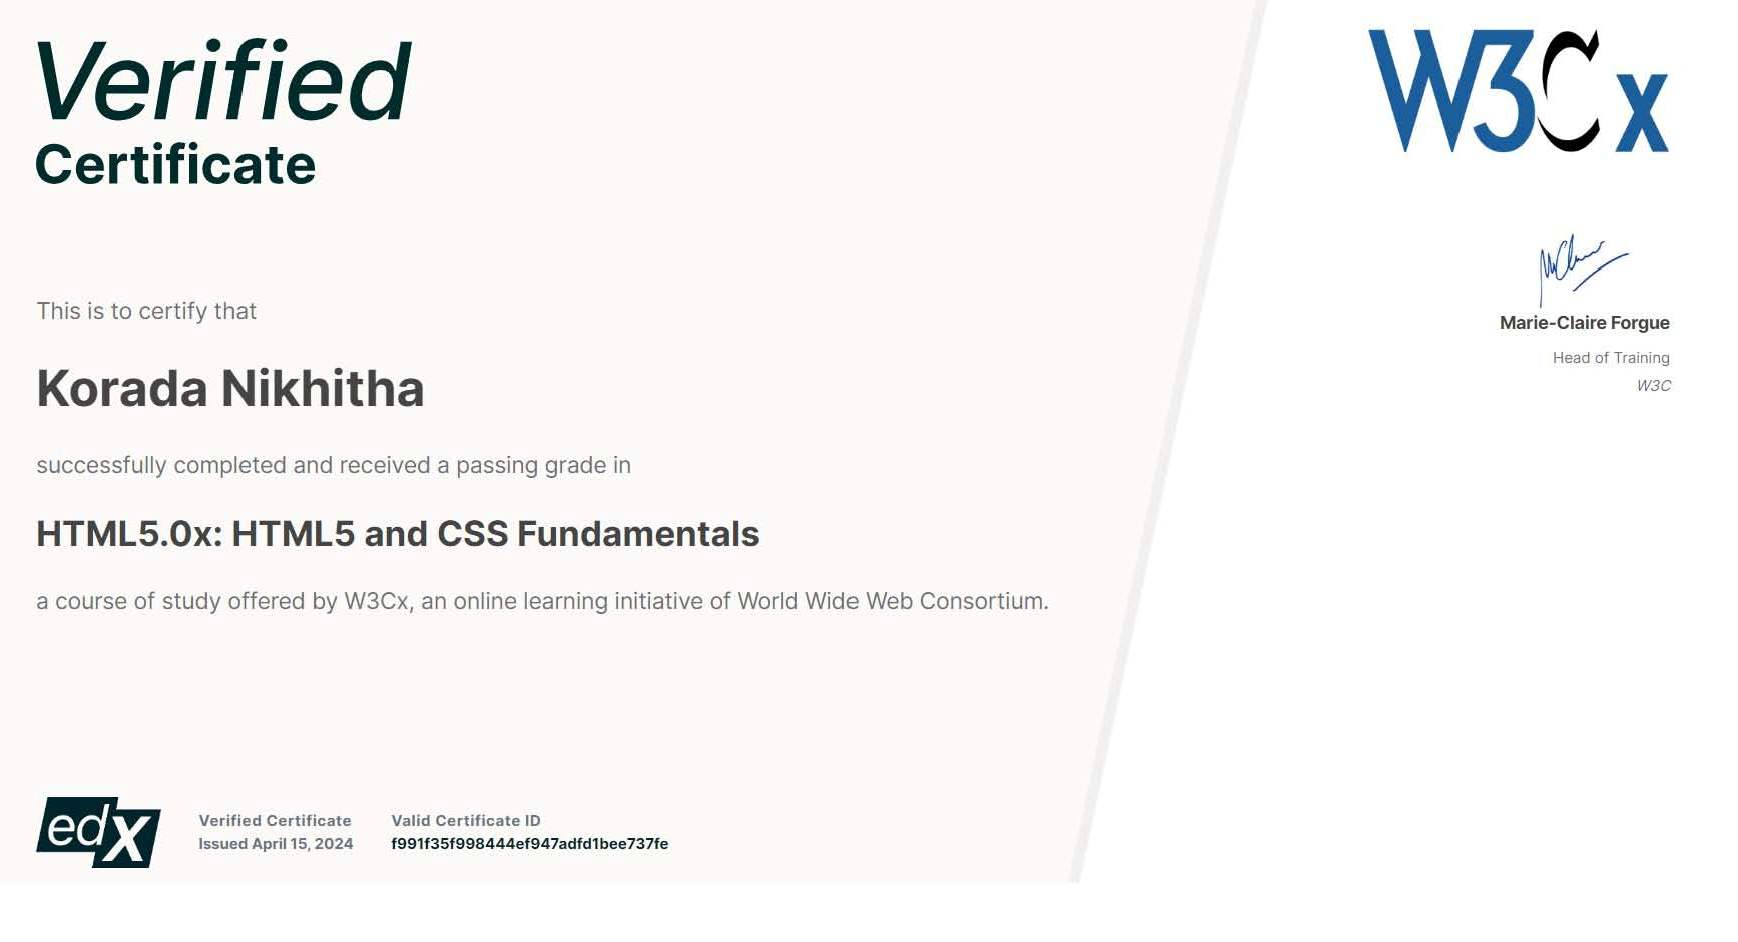 Verified
Certificate
This is to certify that
Korada Nikhitha
successfully completed and received a passing grade in
HTML5.0x: HTML5 and CSS Fundamentals
a course of study offered by W3Cx, an online learning initiative of World Wide Web Consortium.
edX
Verified Certificate
Issued April 15, 2024
Valid Certificate ID
f991f35f998444ef947adfd1bee737fe
W3Cx
Marie-Claire Forgue
Head of Training
W3C